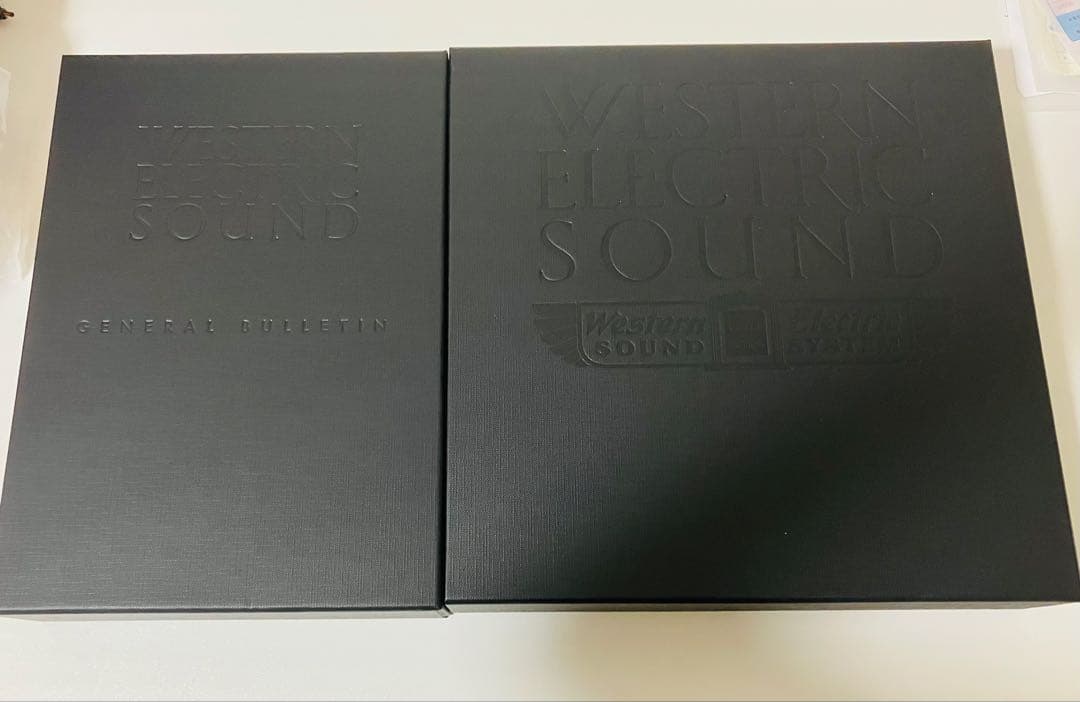 WESTERN
ELECTRIC
SOUND
GENERAL BULLETIN
WESTERN
ELECTRIC
SOUND
Western Electric
SOUND SYSTEM